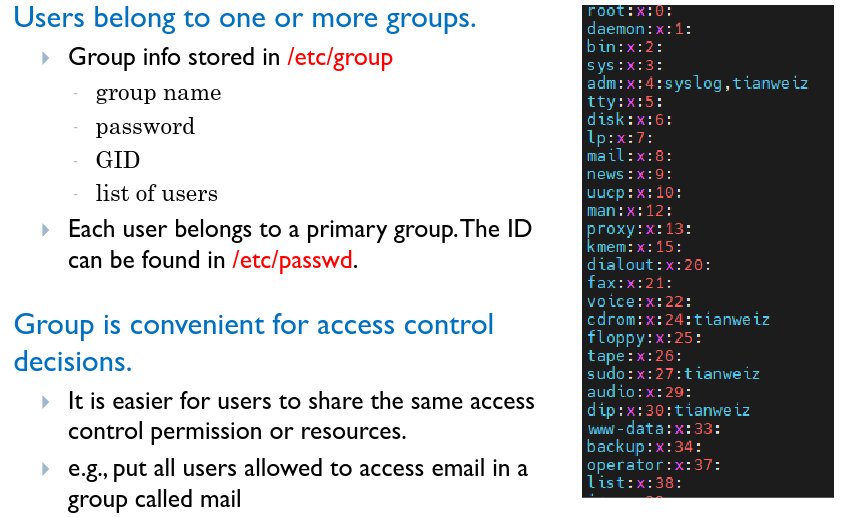 Users belong to one or more groups.
Group info stored in /etc/group
- group name
- password
- GID
- list of users
Each user belongs to a primary group. The ID
can be found in /etc/passwd.
Group is convenient for access control
decisions.
It is easier for users to share the same access
control permission or resources.
e.g., put all users allowed to access email in a
group called mail
root:x:0:
daemon:x:1:
bin:x:2:
sys:x:3:
adm:x:4:syslog,tianweiz
tty:x:5:
disk:x:6:
lp:x:7:
mail:x:8:
news:x:9:
uucp:x:10:
man:x:12:
proxy:x:13:
kmem:x:15:
dialout:x:20:
fax:x:21:
voice:x:22:
cdrom:x:24:tianweiz
floppy:x:25:
tape:x:26:
sudo:x:27:tianweiz
audio:x:29:
dip:x:30:tianweiz
www-data:x:33:
backup:x:34:
operator:x:37:
list:x:38: